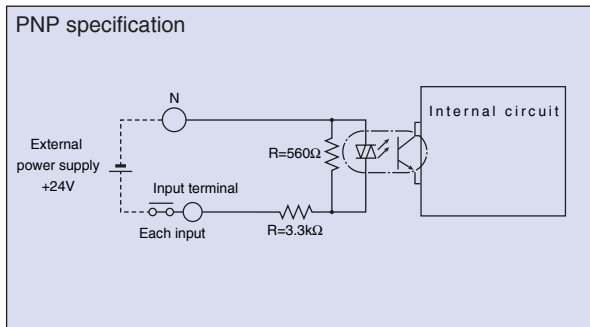 PNP specification
N
Internal circuit
External
power supply
+24V
R=560Ω
Input terminal
Each input
R=3.3kΩ